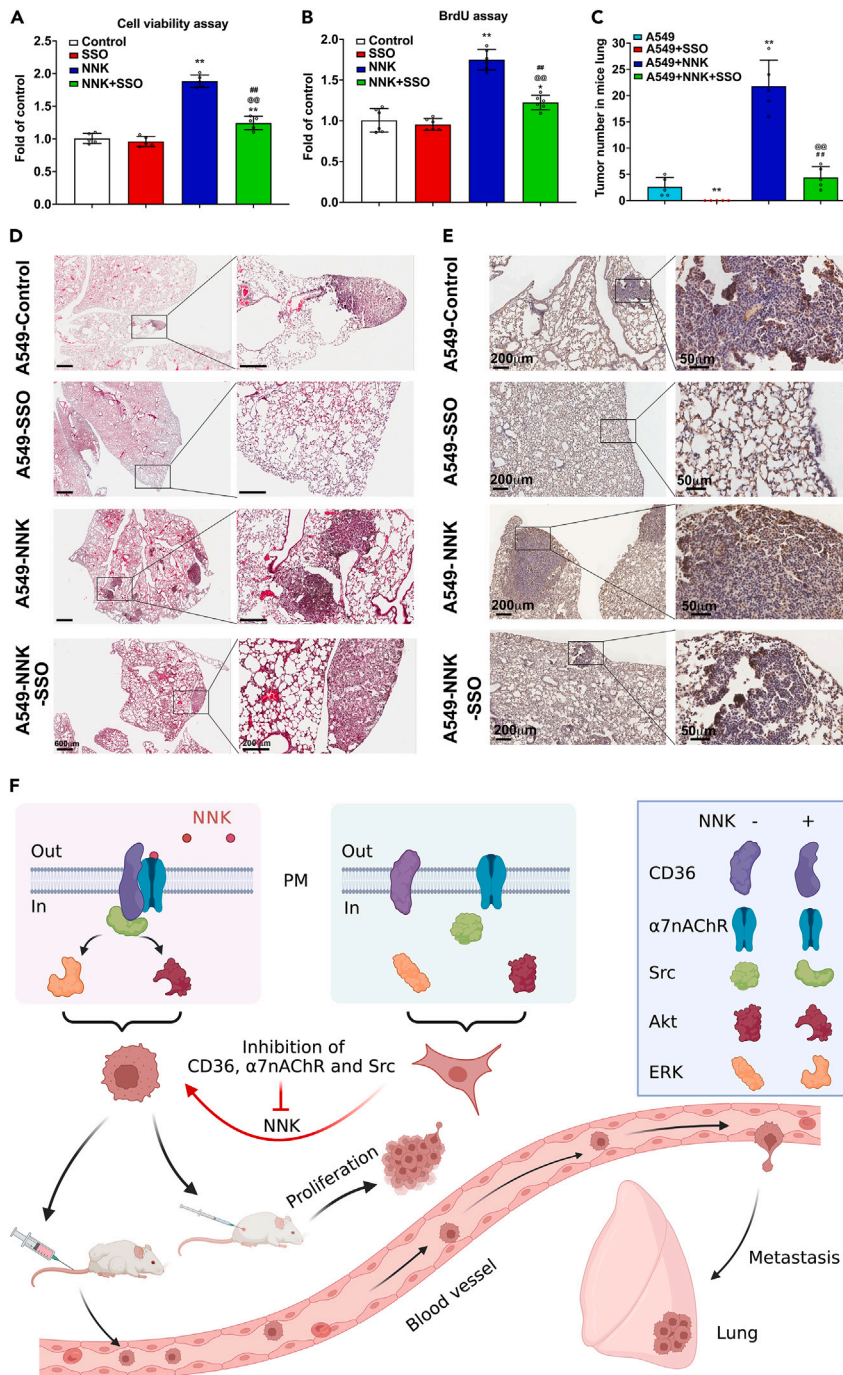 A
Cell viability assay
Control
SSO
NNK
NNK+SSO
Fold of control
2.5
2.0
1.5
1.0
0.5
0.0
**
##
@@
**
B
BrdU assay
Control
SSO
NNK
NNK+SSO
Fold of control
2.0
1.5
1.0
0.5
0.0
**
##
@@
*
C
A549
A549+SSO
A549+NNK
A549+NNK+SSO
Tumor number in mice lung
30
25
20
15
10
5
0
**
**
@@
##
D
A549-Control
A549-SSO
A549-NNK
A549-NNK
-SSO
600μm
200μm
E
A549-Control
200μm
50μm
A549-SSO
200μm
50μm
A549- NNK
200μm
50μm
A549-NNK
-SSO
200μm
50μm
F
NNK
Out
In
PM
Out
In
NNK - +
CD36
α7nAChR
Src
Akt
ERK
Inhibition of
CD36, α7nAChR and Src
NNK
Proliferation
Blood vessel
Metastasis
Lung